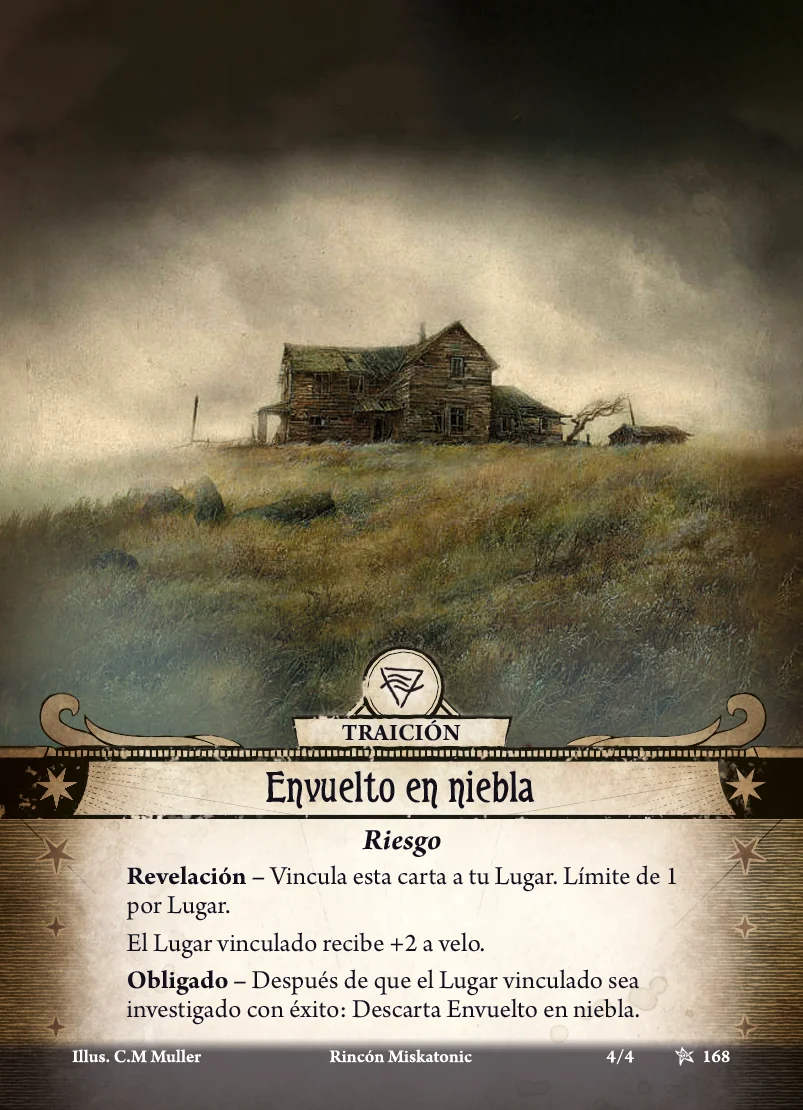 TRAICIÓN
Envuelto en niebla
Riesgo
Revelación – Vincula esta carta a tu Lugar. Límite de 1
por Lugar.
El Lugar vinculado recibe +2 a velo.
Obligado – Después de que el Lugar vinculado sea
investigado con éxito: Descarta Envuelto en niebla.
Illus. C.M Muller Rincón Miskatonic 4/4 168